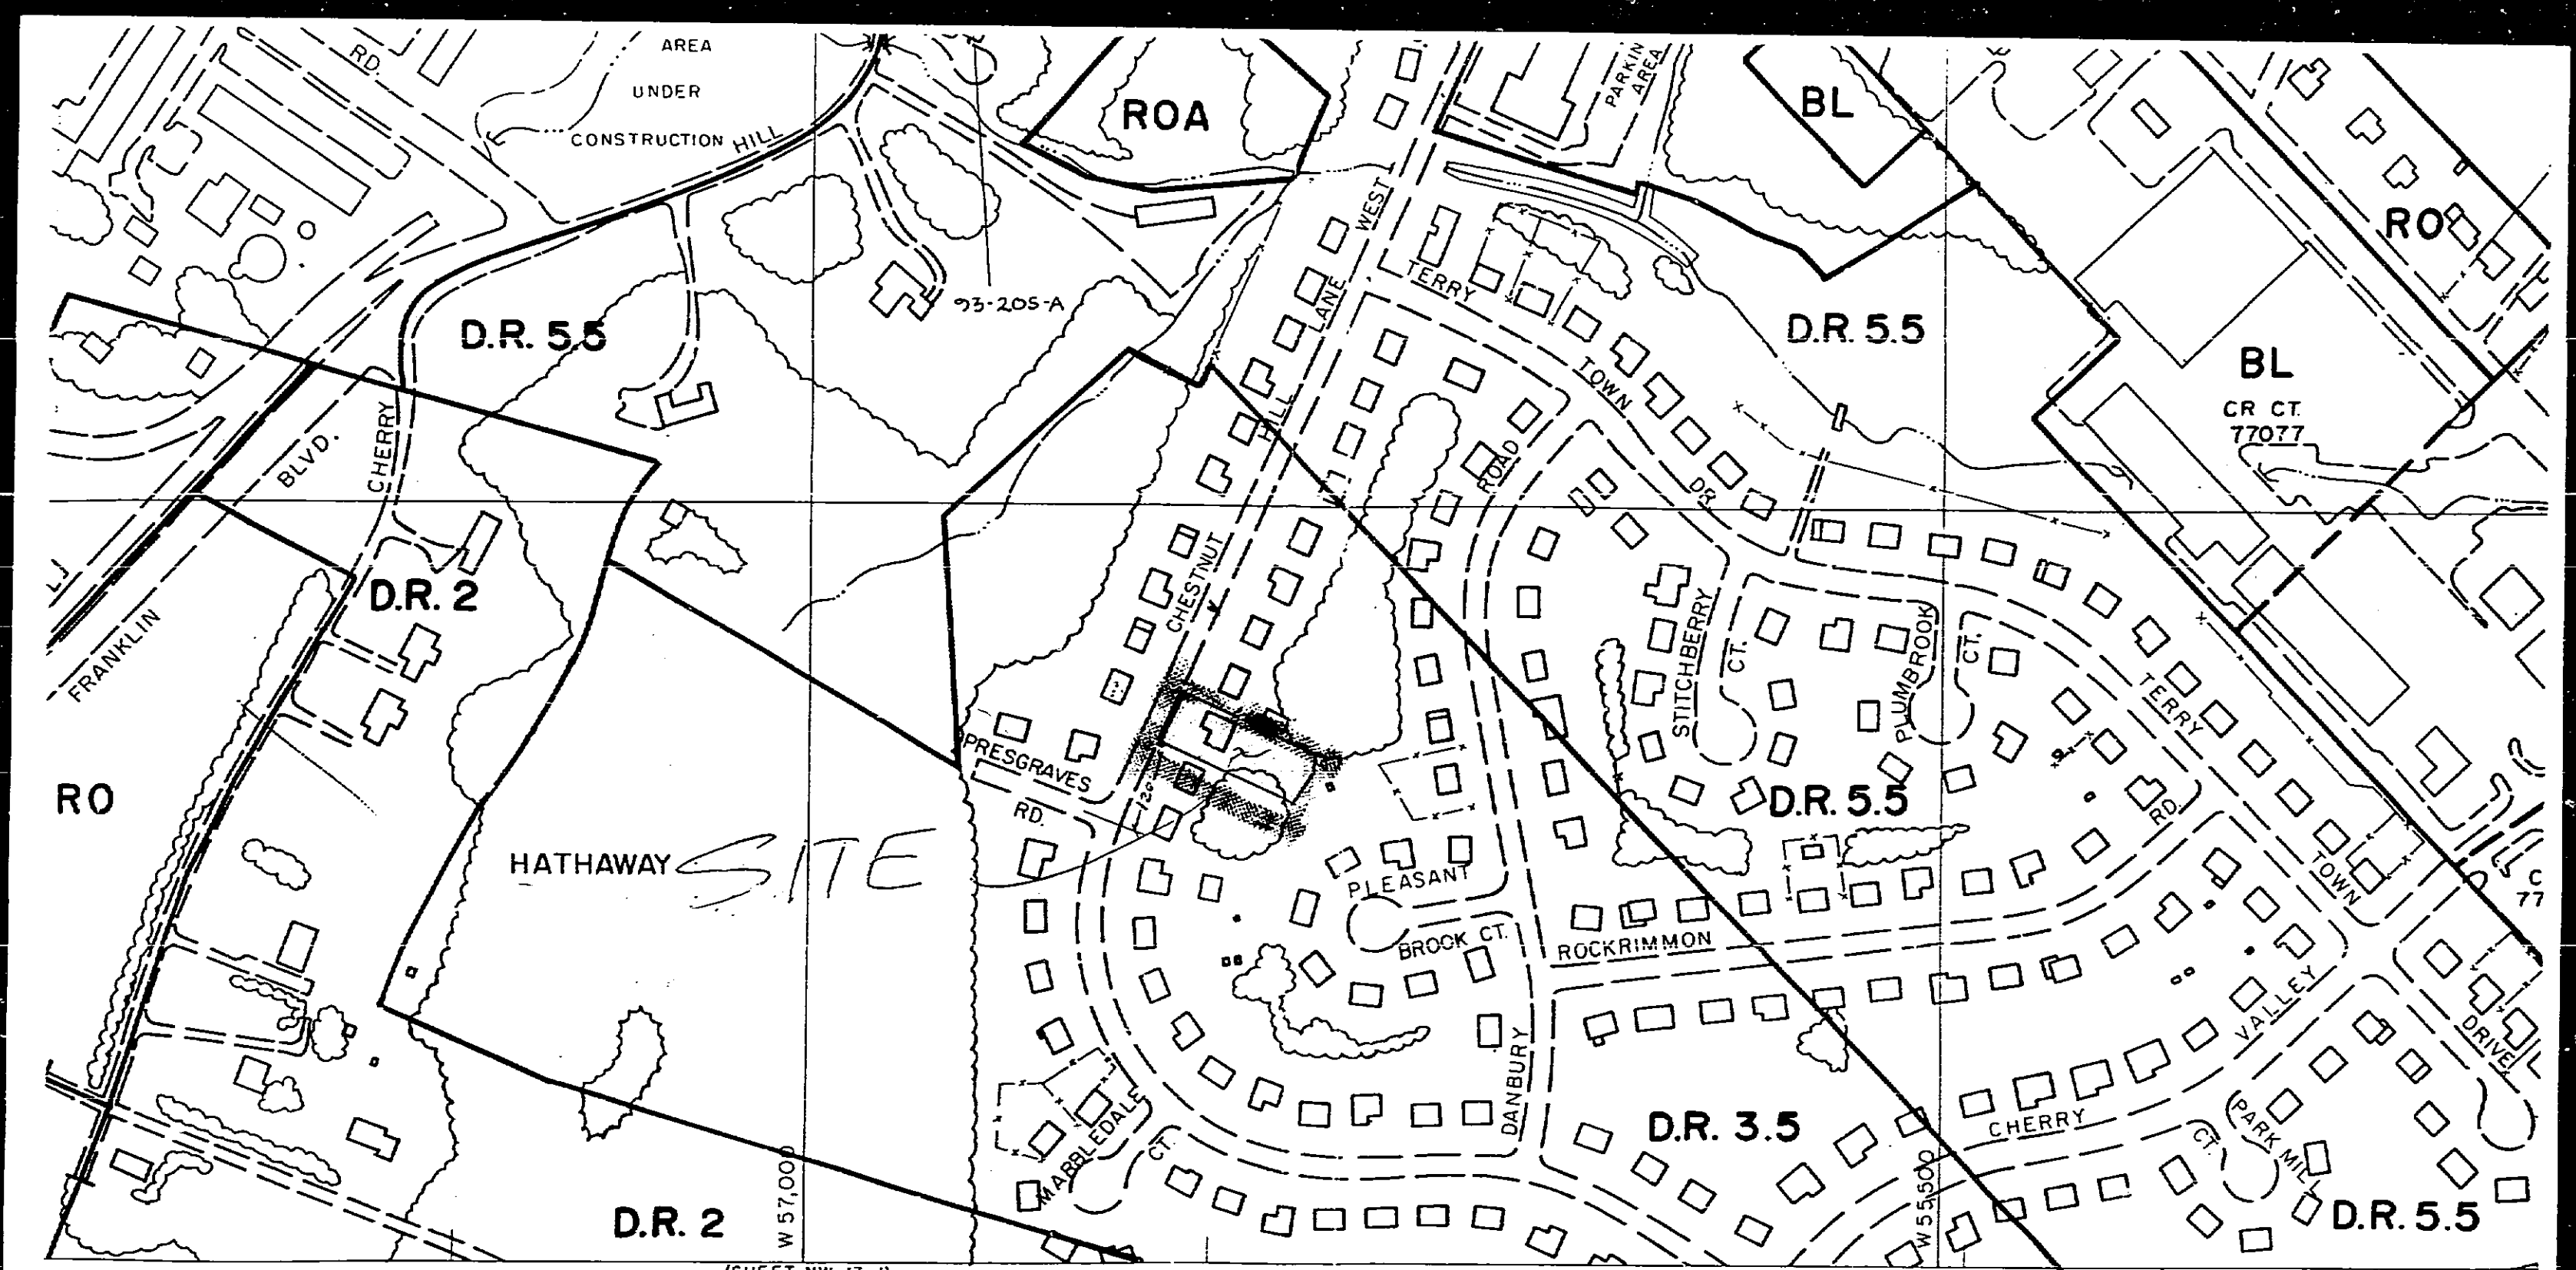 RD.
AREA
UNDER
CONSTRUCTION
HILL
ROA
PARKIN
AREA
BL
RO
WEST
LANE
HILL
CHESTNUT
TERRY
TOWN
DR.
93-205-A
D.R. 5.5
D.R. 5.5
BL
CR CT.
77077
BLVD.
CHERRY
ROAD
D.R. 2
FRANKLIN
STITCHBERRY
CT.
PLUMBROOK
CT.
TERRY
RD.
TOWN
DRIVE
PRESGRAVES
RD.
120'
RO
D.R. 5.5
HATHAWAY
SITE
PLEASANT
BROOK CT.
ROCKRIMMON
C
77
VALLEY
CHERRY
DANBURY
MARBLEDALE
CT.
D.R. 3.5
PARK MILL
CT.
W 57,000
W 55,500
D.R. 2
D.R. 5.5